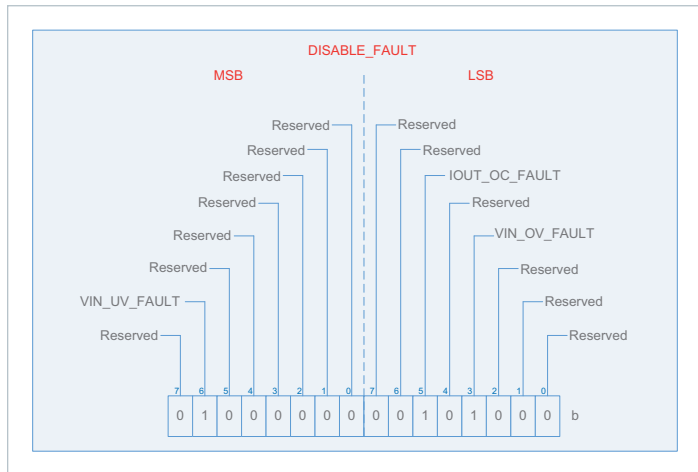 DISABLE_FAULT
MSB LSB
Reserved Reserved
Reserved Reserved
Reserved IOUT_OC_FAULT
Reserved Reserved
Reserved VIN_OV_FAULT
Reserved Reserved
VIN_UV_FAULT Reserved
Reserved Reserved
7 6 5 4 3 2 1 0 7 6 5 4 3 2 1 0
0 1 0 0 0 0 0 0 0 0 1 0 1 0 0 0 b